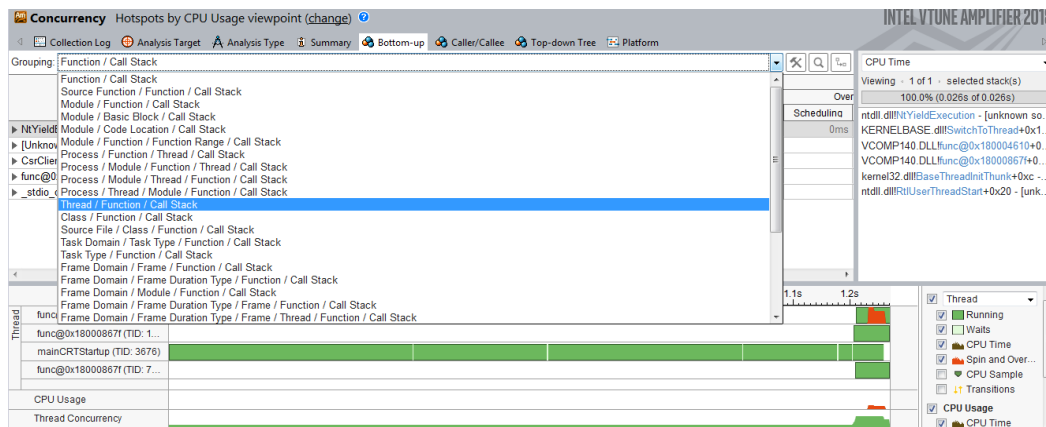 Concurrency Hotspots by CPU Usage viewpoint (change)
INTEL VTUNE AMPLIFIER 2018
Collection Log Analysis Target Analysis Type Summary Bottom-up Caller/Callee Top-down Tree Platform
Grouping: Function / Call Stack
CPU Time
Function / Call Stack
Source Function / Function / Call Stack
Module / Function / Call Stack
Module / Basic Block / Call Stack
Module / Code Location / Call Stack
Module / Function / Function Range / Call Stack
Process / Function / Thread / Call Stack
Process / Module / Function / Thread / Call Stack
Process / Module / Thread / Function / Call Stack
Process / Thread / Module / Function / Call Stack
Thread / Function / Call Stack
Class / Function / Call Stack
Source File / Class / Function / Call Stack
Task Domain / Task Type / Function / Call Stack
Task Type / Function / Call Stack
Frame Domain / Frame / Function / Call Stack
Frame Domain / Frame Duration Type / Function / Call Stack
Frame Domain / Module / Function / Call Stack
Frame Domain / Frame Duration Type / Frame / Function / Call Stack
Frame Domain / Frame Duration Type / Frame / Thread / Function / Call Stack
NtYieldE
[Unknow
CsrClien
func@0
_stdio_c
Over
Scheduling
0ms
Viewing 1 of 1 selected stack(s)
100.0% (0.026s of 0.026s)
ntdll.dll!NtYieldExecution - [unknown so...
KERNELBASE.dll!SwitchToThread+0x1...
VCOMP140.DLL!func@0x180004610+0...
VCOMP140.DLL!func@0x18000867f+0...
kernel32.dll!BaseThreadInitThunk+0xc -...
ntdll.dll!RtlUserThreadStart+0x20 - [unk...
1.1s 1.2s
Thread
func
func@0x18000867f (TID: 1...
mainCRTStartup (TID: 3676)
func@0x18000867f (TID: 7...
CPU Usage
Thread Concurrency
Thread
Running
Waits
CPU Time
Spin and Over...
CPU Sample
Transitions
CPU Usage
CPU Time